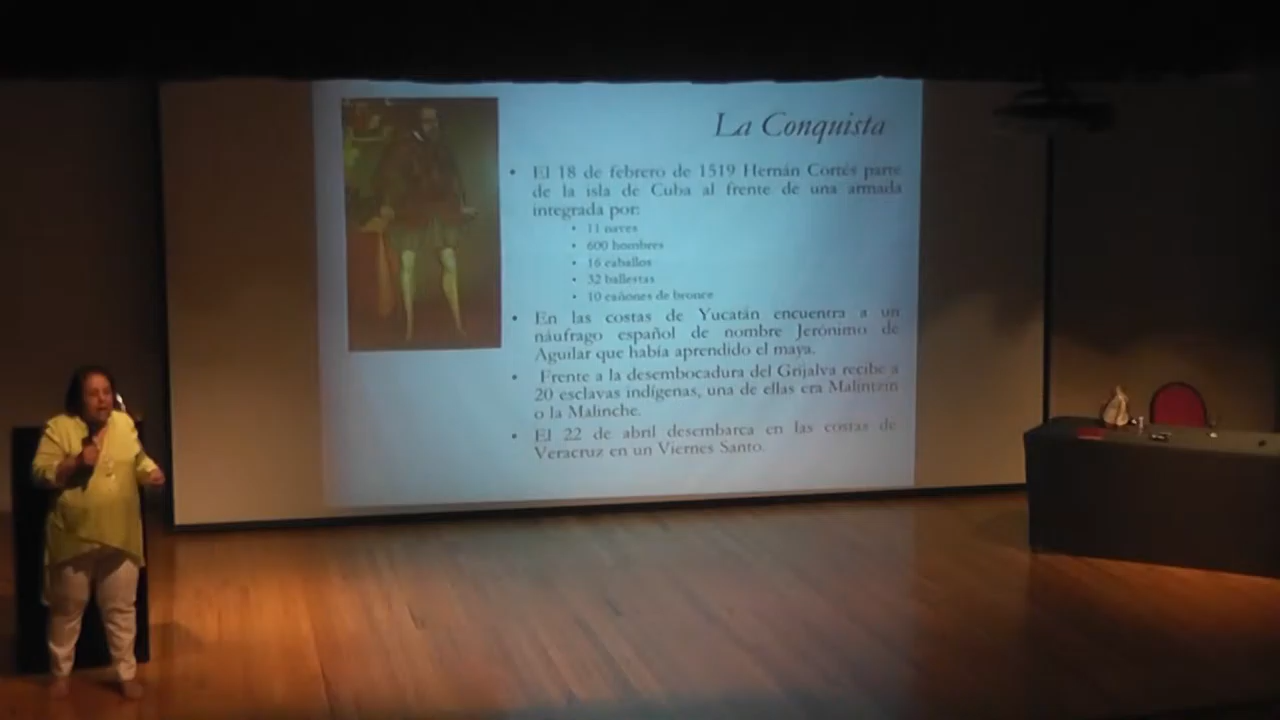 La Conquista
• El 18 de febrero de 1519 Hernán Cortés parte
de la isla de Cuba al frente de una armada
integrada por:
• 11 naves
• 600 hombres
• 16 caballos
• 32 ballestas
• 10 cañones de bronce
• En las costas de Yucatán encuentra a un
náufrago español de nombre Jerónimo de
Aguilar que había aprendido el maya.
• Frente a la desembocadura del Grijalva recibe a
20 esclavas indígenas, una de ellas era Malintzin
o la Malinche.
• El 22 de abril desembarca en las costas de
Veracruz en un Viernes Santo.